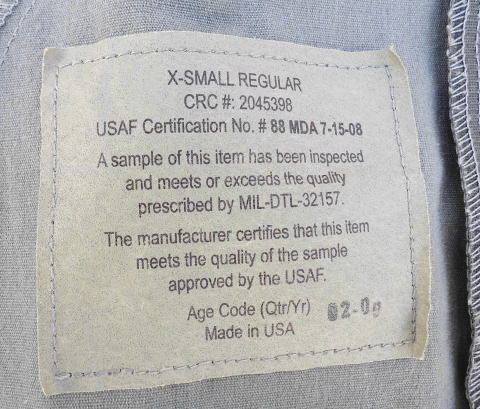 X-SMALL REGULAR
CRC #: 2045398
USAF Certification No. # 88 MDA 7-15-08
A sample of this item has been inspected
and meets or exceeds the quality
prescribed by MIL-DTL-32157.
The manufacturer certifies that this item
meets the quality of the sample
approved by the USAF.
Age Code (Qtr/Yr)
Made in USA